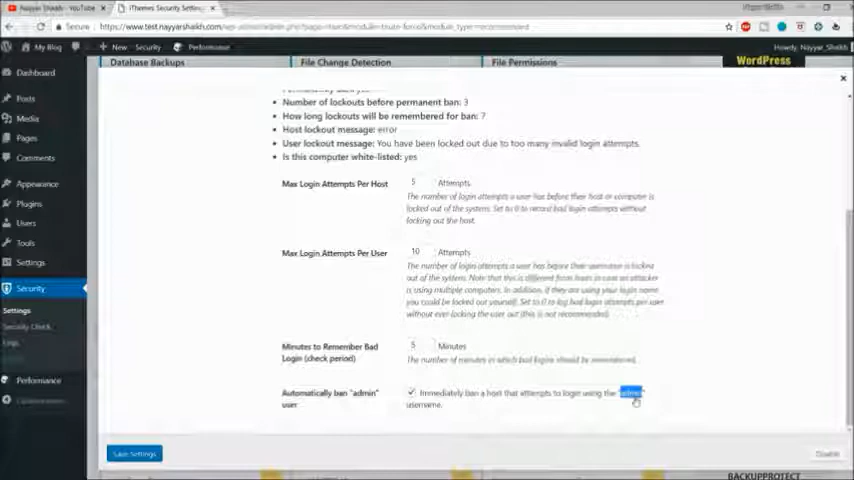 Nayyar Shaikh - YouTube
iThemes Security Settin
Secure
https://www.test.nayyarshaikh.com/
My Blog
New
Security
Performance
Howdy, Nayyar_Shaikh
Dashboard
Posts
Media
Pages
Comments
Appearance
Plugins
Users
Tools
Settings
Security
Settings
Security Check
Logs
Performance
Database Backups
File Change Detection
File Permissions
WordPress
Number of lockouts before permanent ban: 3
How long lockouts will be remembered for ban: 7
Host lockout message: error
User lockout message: You have been locked out due to too many invalid login attempts.
Is this computer white-listed: yes
Max Login Attempts Per Host
5 Attempts
The number of login attempts a user has before their host or computer is
locked out of the system. Set to 0 to record bad login attempts without
locking out the host.
Max Login Attempts Per User
10 Attempts
The number of login attempts a user has before their username is locked
out of the system. Note that this is different from hosts in case an attacker
is using multiple computers. In addition, if they are using your login name
you could be locked out yourself. Set to 0 to log bad login attempts per user
without ever locking the user out (this is not recommended).
Minutes to Remember Bad
Login (check period)
5 Minutes
The number of minutes in which bad logins should be remembered.
Automatically ban "admin"
user
Immediately ban a host that attempts to login using the "admin"
username.
Save Settings
Disable
BACKUPPROTECT